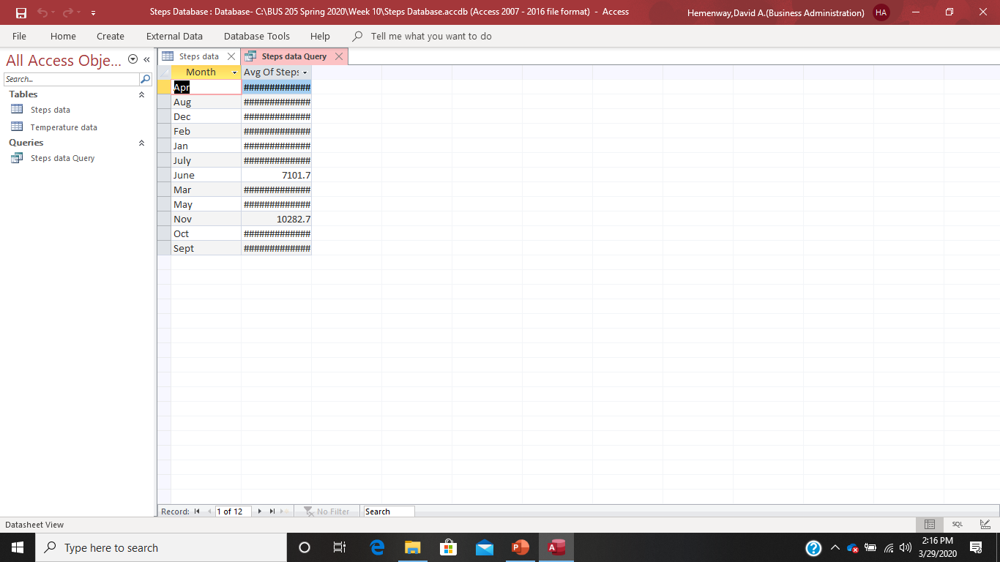 Steps Database : Database- C:\BUS 205 Spring 2020\Week 10\Steps Database.accdb (Access 2007 - 2016 file format) - Access
Hemenway,David A.(Business Administration) HA
File Home Create External Data Database Tools Help Tell me what you want to do
All Access Obje... «
Search...
Tables
Steps data
Temperature data
Queries
Steps data Query
Steps data Steps data Query
Month Avg Of Steps
Apr #############
Aug #############
Dec #############
Feb #############
Jan #############
July #############
June 7101.7
Mar #############
May #############
Nov 10282.7
Oct #############
Sept #############
Record: 1 of 12 No Filter Search
Datasheet View SQL
Type here to search
2:16 PM
3/29/2020